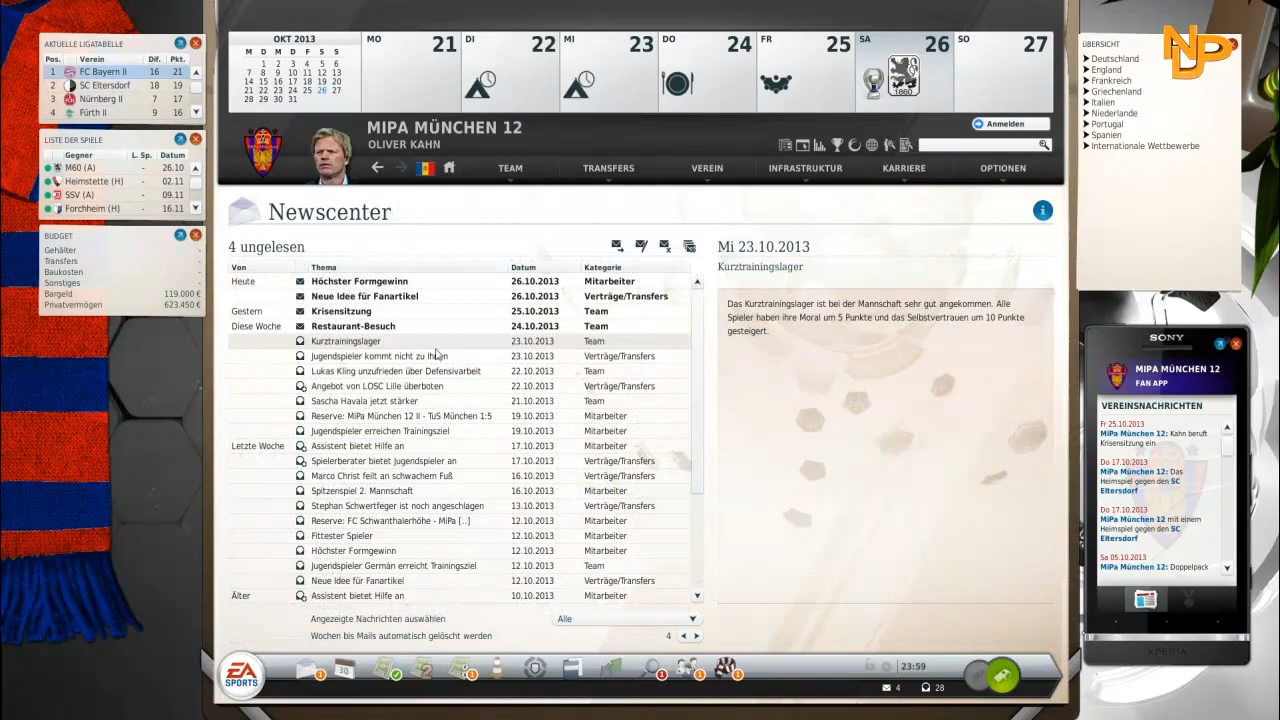 AKTUELLE LIGATABELLE
Pos. Verein Dif. Pkt.
1 FC Bayern II 16 21
2 SC Eltersdorf 18 19
3 Nürnberg II 7 17
4 Fürth II 9 16
LISTE DER SPIELE
Gegner L. Sp. Datum
M60 (A) - 26.10
Heimstette (H) - 02.11
SSV (A) - 09.11
Forchheim (H) - 16.11
BUDGET
Gehälter -
Transfers -
Baukosten -
Sonstiges -
Bargeld 119.000 €
Privatvermögen 623.450 €
OKT 2013
M D M D F S S
1 2 3 4 5 6
7 8 9 10 11 12 13
14 15 16 17 18 19 20
21 22 23 24 25 26 27
28 29 30 31
MO 21
DI 22
MI 23
DO 24
FR 25
SA 26
1860
SO 27
MIPA MÜNCHEN 12
OLIVER KAHN
Anmelden
TEAM TRANSFERS VEREIN INFRASTRUKTUR KARRIERE OPTIONEN
Newscenter
4 ungelesen
Von Thema Datum Kategorie
Heute Höchster Formgewinn 26.10.2013 Mitarbeiter
Neue Idee für Fanartikel 26.10.2013 Verträge/Transfers
Gestern Krisensitzung 25.10.2013 Team
Diese Woche Restaurant-Besuch 24.10.2013 Team
Kurztrainingslager 23.10.2013 Team
Jugendspieler kommt nicht zu Ihnen 23.10.2013 Verträge/Transfers
Lukas Kling unzufrieden über Defensivarbeit 22.10.2013 Team
Angebot von LOSC Lille überboten 22.10.2013 Verträge/Transfers
Sascha Havala jetzt stärker 21.10.2013 Team
Reserve: MiPa München 12 II - TuS München 1:5 19.10.2013 Mitarbeiter
Jugendspieler erreichen Trainingsziel 19.10.2013 Mitarbeiter
Letzte Woche Assistent bietet Hilfe an 17.10.2013 Mitarbeiter
Spielerberater bietet Jugendspieler an 17.10.2013 Verträge/Transfers
Marco Christ feilt an schwachem Fuß 16.10.2013 Verträge/Transfers
Spitzenspiel 2. Mannschaft 16.10.2013 Mitarbeiter
Stephan Schwertfeger ist noch angeschlagen 13.10.2013 Verträge/Transfers
Reserve: FC Schwanthalerhöhe - MiPa [..] 12.10.2013 Mitarbeiter
Fittester Spieler 12.10.2013 Mitarbeiter
Höchster Formgewinn 12.10.2013 Mitarbeiter
Jugendspieler Germán erreicht Trainingsziel 12.10.2013 Team
Neue Idee für Fanartikel 12.10.2013 Verträge/Transfers
Älter Assistent bietet Hilfe an 10.10.2013 Mitarbeiter
Angezeigte Nachrichten auswählen Alle
Wochen bis Mails automatisch gelöscht werden 4
Mi 23.10.2013
Kurztrainingslager
Das Kurztrainingslager ist bei der Mannschaft sehr gut angekommen. Alle
Spieler haben ihre Moral um 5 Punkte und das Selbstvertrauen um 10 Punkte
gesteigert.
EA
SPORTS
1 30 1 1 1 1
23:59
4 28
NDP
ÜBERSICHT
Deutschland
England
Frankreich
Griechenland
Italien
Niederlande
Portugal
Spanien
Internationale Wettbewerbe
SONY
MIPA MÜNCHEN 12
FAN APP
VEREINSNACHRICHTEN
Fr 25.10.2013
MiPa München 12: Kahn beruft
Krisensitzung ein
Do 17.10.2013
MiPa München 12: Das
Heimspiel gegen den SC
Eltersdorf
Do 17.10.2013
MiPa München 12 mit einem
Heimspiel gegen den SC
Eltersdorf
Sa 05.10.2013
MiPa München 12: Doppelpack
XPERIA